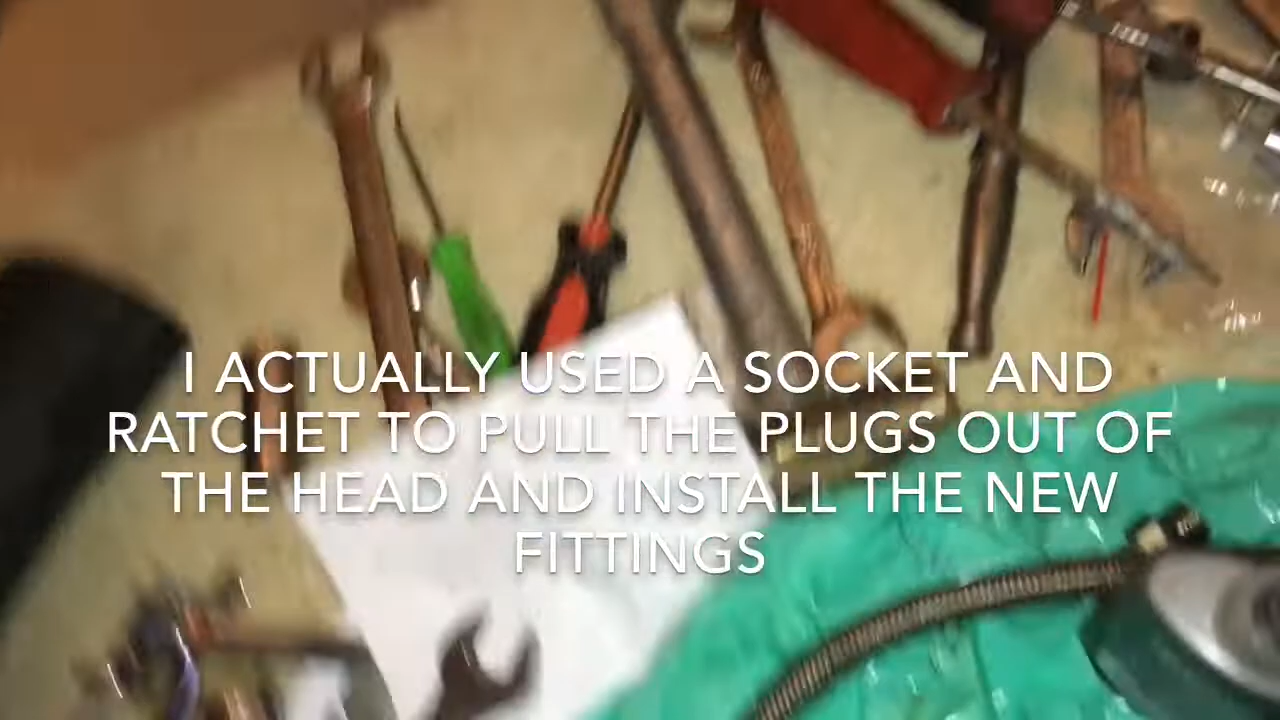 I ACTUALLY USED A SOCKET AND
RATCHET TO PULL THE PLUGS OUT OF
THE HEAD AND INSTALL THE NEW
FITTINGS